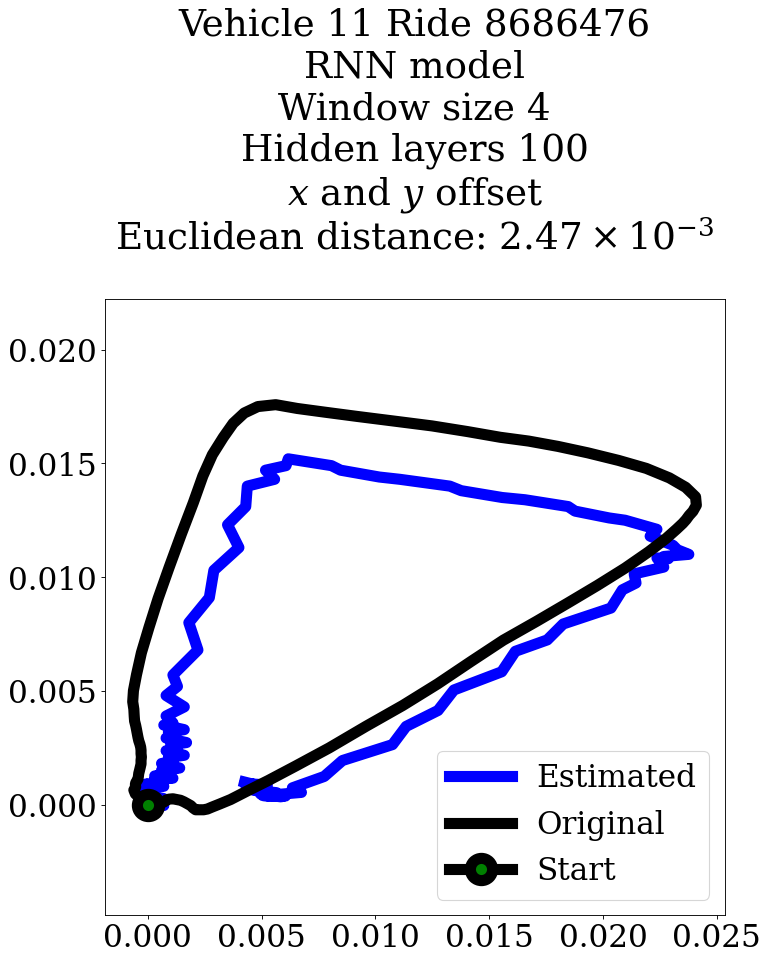 Vehicle 11 Ride 8686476
RNN model
Window size 4
Hidden layers 100
x and y offset
Euclidean distance: 2.47 × 10⁻³
0.020
0.015
0.010
0.005
0.000
Estimated
Original
Start
0.000 0.005 0.010 0.015 0.020 0.025